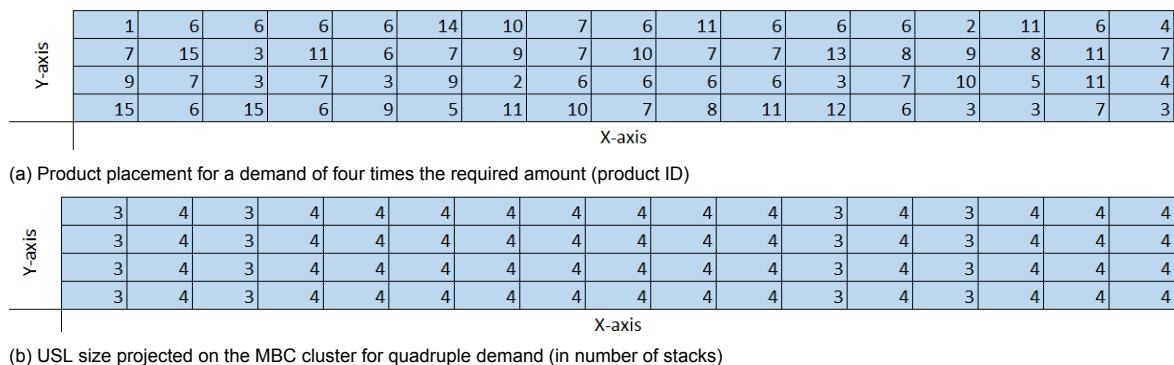 Y-axis
1 6 6 6 6 14 10 7 6 11 6 6 6 2 11 6 4
7 15 3 11 6 7 9 7 10 7 7 13 8 9 8 11 7
9 7 3 7 3 9 2 6 6 6 6 3 7 10 5 11 4
15 6 15 6 9 5 11 10 7 8 11 12 6 3 3 7 3
X-axis
(a) Product placement for a demand of four times the required amount (product ID)
Y-axis
3 4 3 4 4 4 4 4 4 4 4 3 4 3 4 4 4
3 4 3 4 4 4 4 4 4 4 4 3 4 3 4 4 4
3 4 3 4 4 4 4 4 4 4 4 3 4 3 4 4 4
3 4 3 4 4 4 4 4 4 4 4 3 4 3 4 4 4
X-axis
(b) USL size projected on the MBC cluster for quadruple demand (in number of stacks)